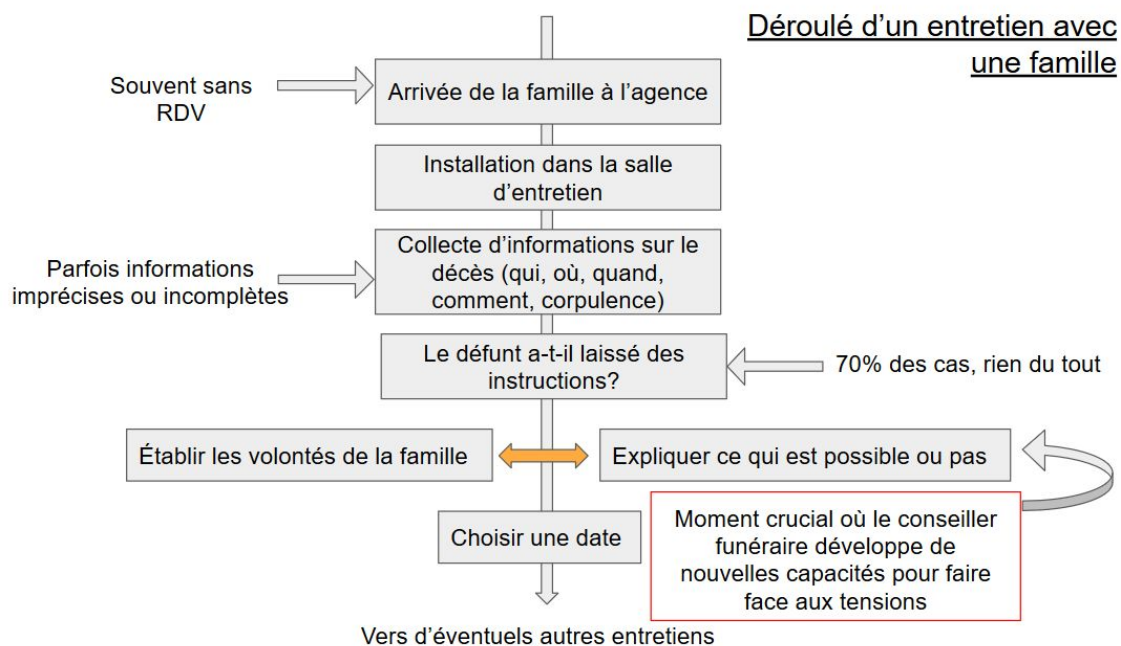 Déroulé d’un entretien avec
une famille
Souvent sans
RDV
Arrivée de la famille à l’agence
Installation dans la salle
d’entretien
Parfois informations
imprécises ou incomplètes
Collecte d’informations sur le
décès (qui, où, quand,
comment, corpulence)
Le défunt a-t-il laissé des
instructions?
70% des cas, rien du tout
Établir les volontés de la famille
Expliquer ce qui est possible ou pas
Choisir une date
Moment crucial où le conseiller
funéraire développe de
nouvelles capacités pour faire
face aux tensions
Vers d’éventuels autres entretiens